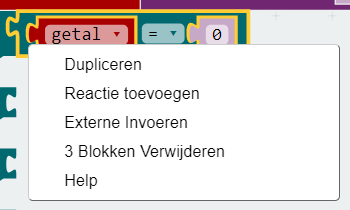 getal = 0
Dupliceren
Reactie toevoegen
Externe Invoeren
3 Blokken Verwijderen
Help